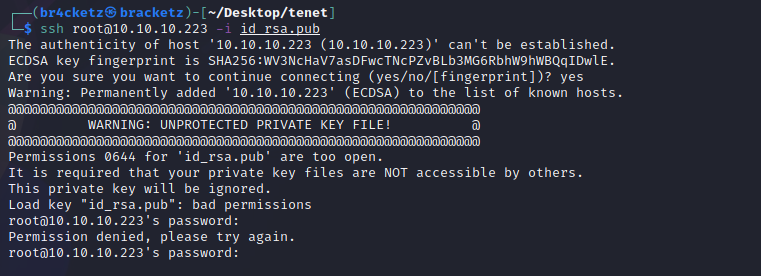 (br4cketz㉿bracketz)-[~/Desktop/tenet]
$ ssh root@10.10.10.223 -i id_rsa.pub
The authenticity of host '10.10.10.223 (10.10.10.223)' can't be established.
ECDSA key fingerprint is SHA256:WV3NcHaV7asDFwcTNcPZvBLb3MG6RbhW9hWBQqIDwlE.
Are you sure you want to continue connecting (yes/no/[fingerprint])? yes
Warning: Permanently added '10.10.10.223' (ECDSA) to the list of known hosts.
@@@@@@@@@@@@@@@@@@@@@@@@@@@@@@@@@@@@@@@@@@@@@@@@@@@@@@@@@@@
@         WARNING: UNPROTECTED PRIVATE KEY FILE!          @
@@@@@@@@@@@@@@@@@@@@@@@@@@@@@@@@@@@@@@@@@@@@@@@@@@@@@@@@@@@
Permissions 0644 for 'id_rsa.pub' are too open.
It is required that your private key files are NOT accessible by others.
This private key will be ignored.
Load key "id_rsa.pub": bad permissions
root@10.10.10.223's password:
Permission denied, please try again.
root@10.10.10.223's password: